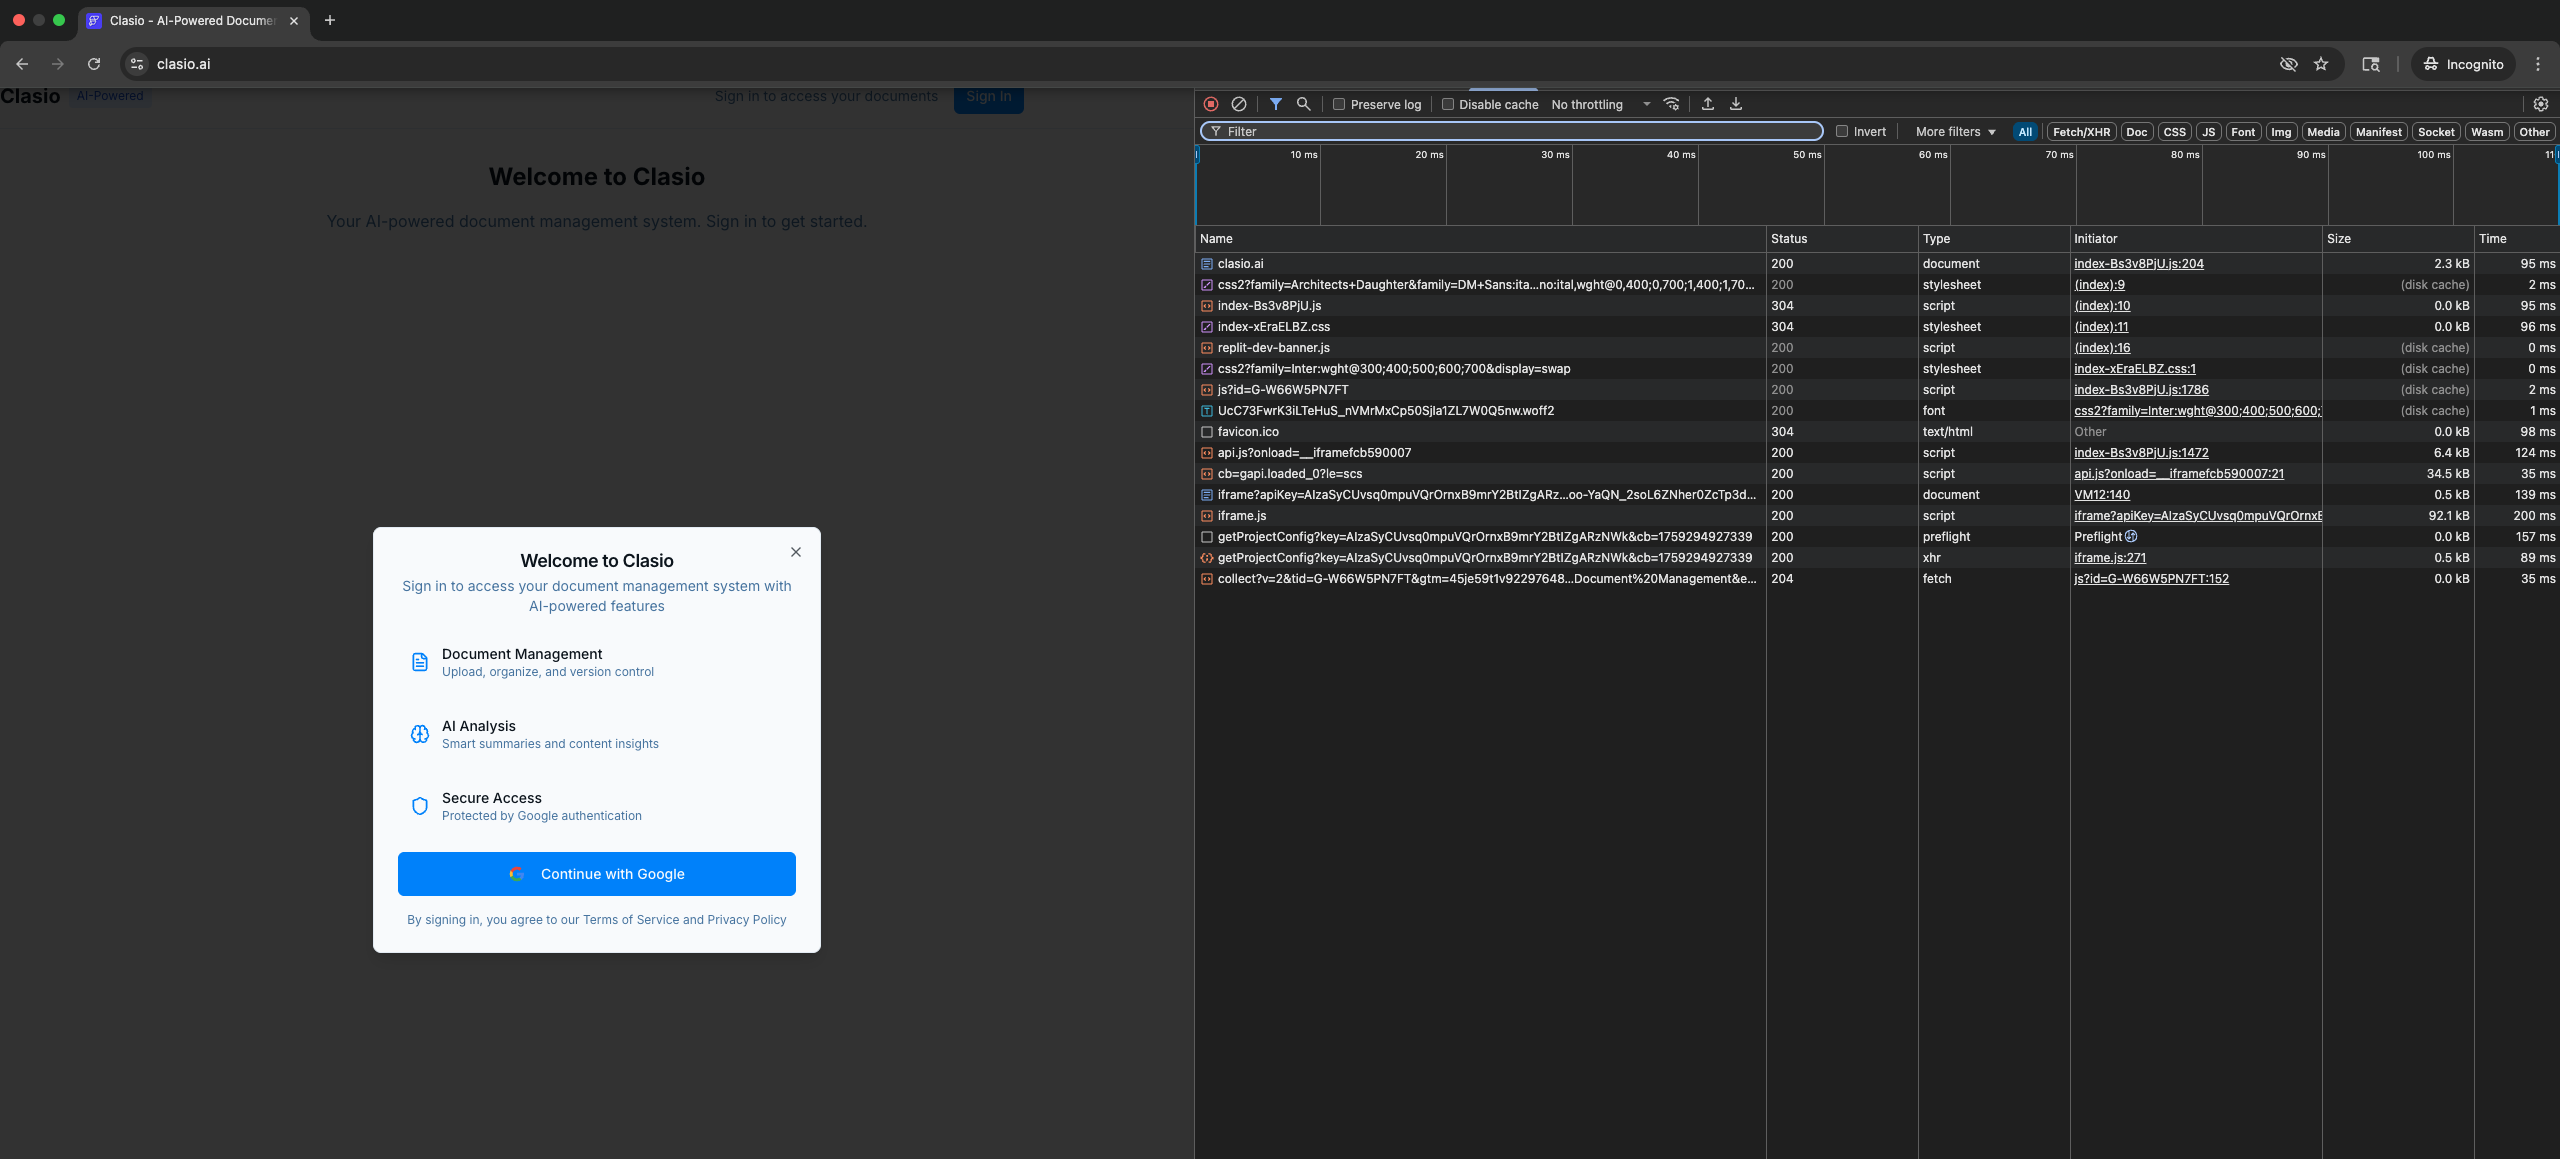 Clasio - AI-Powered Docume
clasio.ai
Incognito
Clasio AI-Powered Sign in to access your documents Sign In
Welcome to Clasio
Your AI-powered document management system. Sign in to get started.
Welcome to Clasio
Sign in to access your document management system with
AI-powered features
Document Management
Upload, organize, and version control
AI Analysis
Smart summaries and content insights
Secure Access
Protected by Google authentication
Continue with Google
By signing in, you agree to our Terms of Service and Privacy Policy
Preserve log Disable cache No throttling
Filter Invert More filters All Fetch/XHR Doc CSS JS Font Img Media Manifest Socket Wasm Other
10 ms 20 ms 30 ms 40 ms 50 ms 60 ms 70 ms 80 ms 90 ms 100 ms 11
Name Status Type Initiator Size Time
clasio.ai 200 document index-Bs3v8PjU.js:204 2.3 kB 95 ms
css2?family=Architects+Daughter&family=DM+Sans:ita...no:ital,wght@0,400;0,700;1,400;1,70... 200 stylesheet (index):9 (disk cache) 2 ms
index-Bs3v8PjU.js 304 script (index):10 0.0 kB 95 ms
index-xEraELBZ.css 304 stylesheet (index):11 0.0 kB 96 ms
replit-dev-banner.js 200 script (index):16 (disk cache) 0 ms
css2?family=Inter:wght@300;400;500;600;700&display=swap 200 stylesheet index-xEraELBZ.css:1 (disk cache) 0 ms
js?id=G-W66W5PN7FT 200 script index-Bs3v8PjU.js:1786 (disk cache) 2 ms
UcC73FwrK3iLTeHuS_nVMrMxCp50SjIa1ZL7W0Q5nw.woff2 200 font css2?family=Inter:wght@300;400;500;600; (disk cache) 1 ms
favicon.ico 304 text/html Other 0.0 kB 98 ms
api.js?onload=__iframefcb590007 200 script index-Bs3v8PjU.js:1472 6.4 kB 124 ms
cb=gapi.loaded_0?le=scs 200 script api.js?onload=__iframefcb590007:21 34.5 kB 35 ms
iframe?apiKey=AIzaSyCUvsq0mpuVQrOrnxB9mrY2BtIZgARz...oo-YaQN_2soL6ZNher0ZcTp3d... 200 document VM12:140 0.5 kB 139 ms
iframe.js 200 script iframe?apiKey=AIzaSyCUvsq0mpuVQrOrnxB 92.1 kB 200 ms
getProjectConfig?key=AIzaSyCUvsq0mpuVQrOrnxB9mrY2BtIZgARzNWk&cb=1759294927339 200 preflight Preflight 0.0 kB 157 ms
getProjectConfig?key=AIzaSyCUvsq0mpuVQrOrnxB9mrY2BtIZgARzNWk&cb=1759294927339 200 xhr iframe.js:271 0.5 kB 89 ms
collect?v=2&tid=G-W66W5PN7FT&gtm=45je59t1v92297648...Document%20Management&e... 204 fetch js?id=G-W66W5PN7FT:152 0.0 kB 35 ms